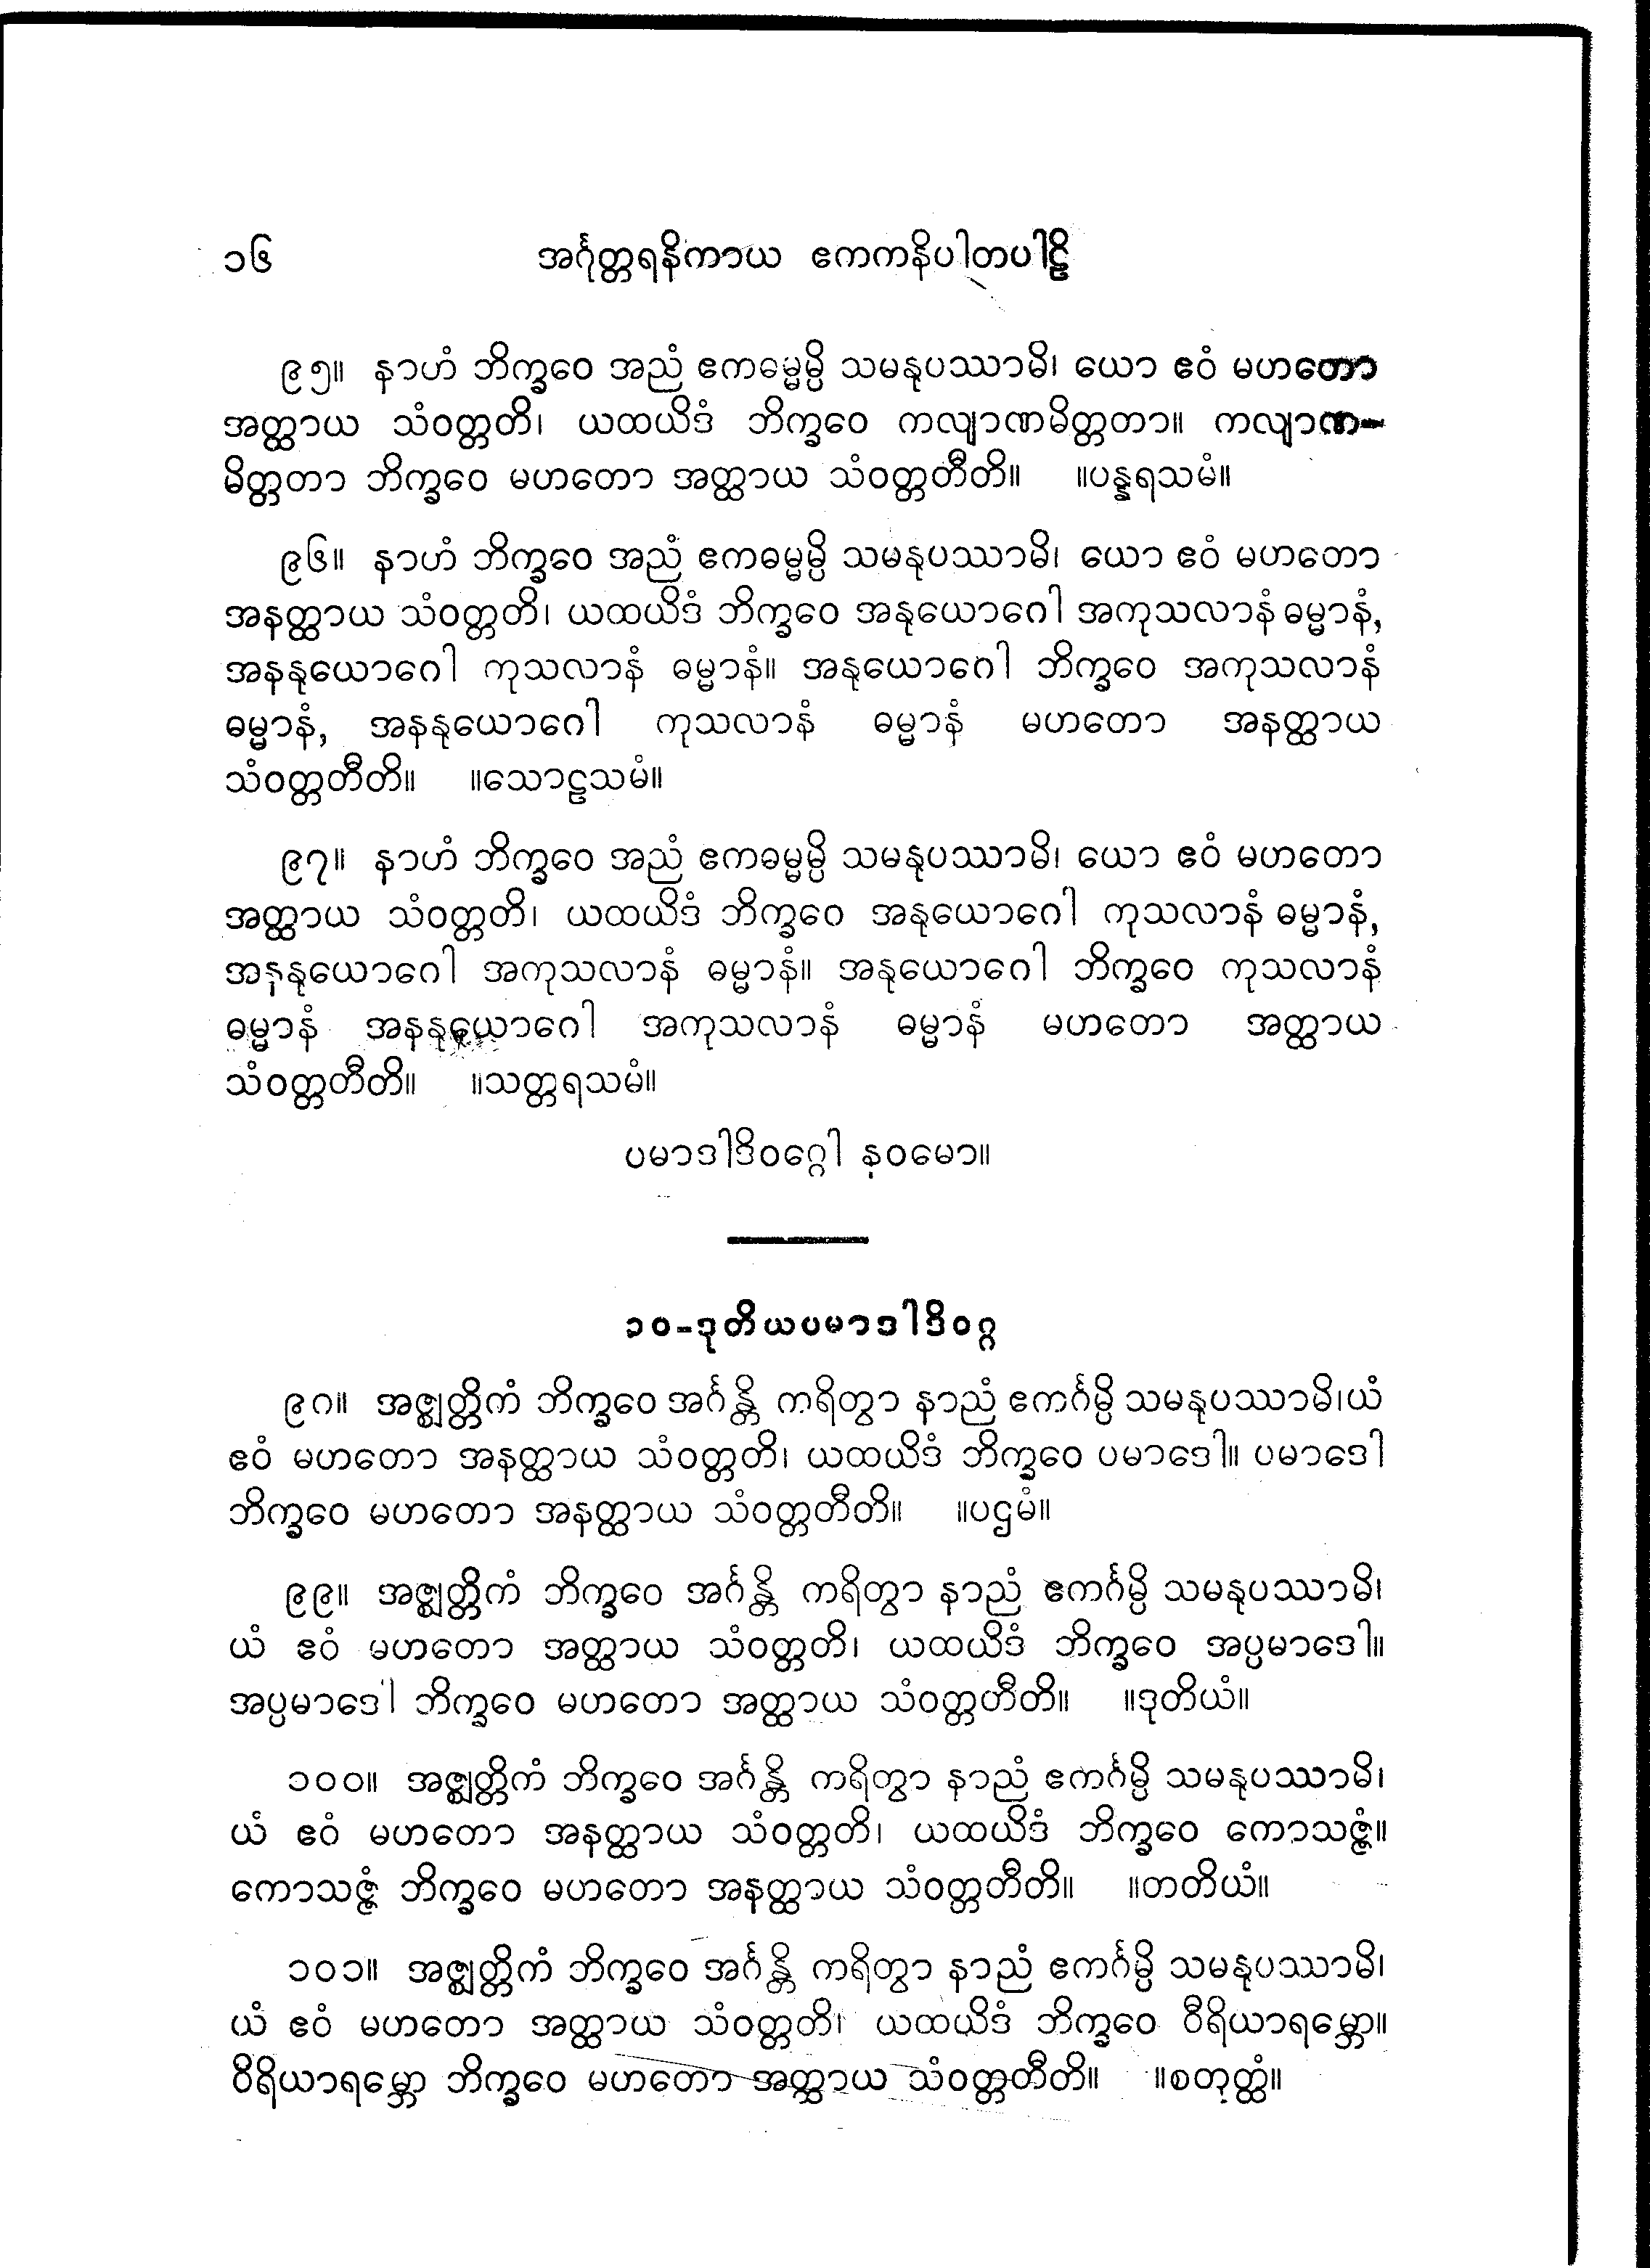 ၁၆ အင်္ဂုတ္တရနိကာယ ဧကကနိပါတပါဠိ
၉၅။ နာဟံ ဘိက္ခဝေ အညံ ဧကဓမ္မမ္ပိ သမနုပဿာမိ၊ ယော ဧဝံ မဟတော
အတ္ထာယ သံဝတ္တတိ၊ ယထယိဒံ ဘိက္ခဝေ ကလျာဏမိတ္တတာ။ ကလျာဏ-
မိတ္တတာ ဘိက္ခဝေ မဟတော အတ္ထာယ သံဝတ္တတီတိ။ ။ပန္နရသမံ။
၉၆။ နာဟံ ဘိက္ခဝေ အညံ ဧကဓမ္မမ္ပိ သမနုပဿာမိ၊ ယော ဧဝံ မဟတော
အနတ္ထာယ သံဝတ္တတိ၊ ယထယိဒံ ဘိက္ခဝေ အနုယောဂေါ အကုသလာနံ ဓမ္မာနံ,
အနနုယောဂေါ ကုသလာနံ ဓမ္မာနံ။ အနုယောဂေါ ဘိက္ခဝေ အကုသလာနံ
ဓမ္မာနံ, အနနုယောဂေါ ကုသလာနံ ဓမ္မာနံ မဟတော အနတ္ထာယ
သံဝတ္တတီတိ။ ။သောဠသမံ။
၉၇။ နာဟံ ဘိက္ခဝေ အညံ ဧကဓမ္မမ္ပိ သမနုပဿာမိ၊ ယော ဧဝံ မဟတော
အတ္ထာယ သံဝတ္တတိ၊ ယထယိဒံ ဘိက္ခဝေ အနုယောဂေါ ကုသလာနံ ဓမ္မာနံ,
အနနုယောဂေါ အကုသလာနံ ဓမ္မာနံ။ အနုယောဂေါ ဘိက္ခဝေ ကုသလာနံ
ဓမ္မာနံ အနနုယောဂေါ အကုသလာနံ ဓမ္မာနံ မဟတော အတ္ထာယ
သံဝတ္တတီတိ။ ။သတ္တရသမံ။
ပမာဒါဒိဝဂ္ဂေါ နဝမော။
၁၀-ဒုတိယပမာဒါဒိဝဂ္ဂ
၉၈။ အဇ္ဈတ္တိကံ ဘိက္ခဝေ အင်္ဂန္တိ ကရိတွာ နာညံ ဧကင်္ဂမ္ပိ သမနုပဿာမိ၊ယံ
ဧဝံ မဟတော အနတ္ထာယ သံဝတ္တတိ၊ ယထယိဒံ ဘိက္ခဝေ ပမာဒေါ။ ပမာဒေါ
ဘိက္ခဝေ မဟတော အနတ္ထာယ သံဝတ္တတီတိ။ ။ပဌမံ။
၉၉။ အဇ္ဈတ္တိကံ ဘိက္ခဝေ အင်္ဂန္တိ ကရိတွာ နာညံ ဧကင်္ဂမ္ပိ သမနုပဿာမိ၊
ယံ ဧဝံ မဟတော အတ္ထာယ သံဝတ္တတိ၊ ယထယိဒံ ဘိက္ခဝေ အပ္ပမာဒေါ။
အပ္ပမာဒေါ ဘိက္ခဝေ မဟတော အတ္ထာယ သံဝတ္တတီတိ။ ။ဒုတိယံ။
၁၀၀။ အဇ္ဈတ္တိကံ ဘိက္ခဝေ အင်္ဂန္တိ ကရိတွာ နာညံ ဧကင်္ဂမ္ပိ သမနုပဿာမိ၊
ယံ ဧဝံ မဟတော အနတ္ထာယ သံဝတ္တတိ၊ ယထယိဒံ ဘိက္ခဝေ ကောသဇ္ဇံ။
ကောသဇ္ဇံ ဘိက္ခဝေ မဟတော အနတ္ထာယ သံဝတ္တတီတိ။ ။တတိယံ။
၁၀၁။ အဇ္ဈတ္တိကံ ဘိက္ခဝေ အင်္ဂန္တိ ကရိတွာ နာညံ ဧကင်္ဂမ္ပိ သမနုပဿာမိ၊
ယံ ဧဝံ မဟတော အတ္ထာယ သံဝတ္တတိ၊ ယထယိဒံ ဘိက္ခဝေ ဝီရိယာရမ္ဘော။
ဝီရိယာရမ္ဘော ဘိက္ခဝေ မဟတော အတ္ထာယ သံဝတ္တတီတိ။ ။စတုတ္ထံ။